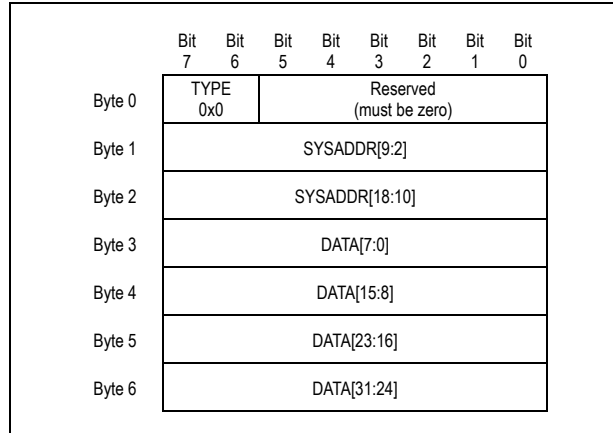 Bit Bit Bit Bit Bit Bit Bit Bit
7 6 5 4 3 2 1 0
Byte 0 TYPE Reserved
0x0 (must be zero)
Byte 1 SYSADDR[9:2]
Byte 2 SYSADDR[18:10]
Byte 3 DATA[7:0]
Byte 4 DATA[15:8]
Byte 5 DATA[23:16]
Byte 6 DATA[31:24]